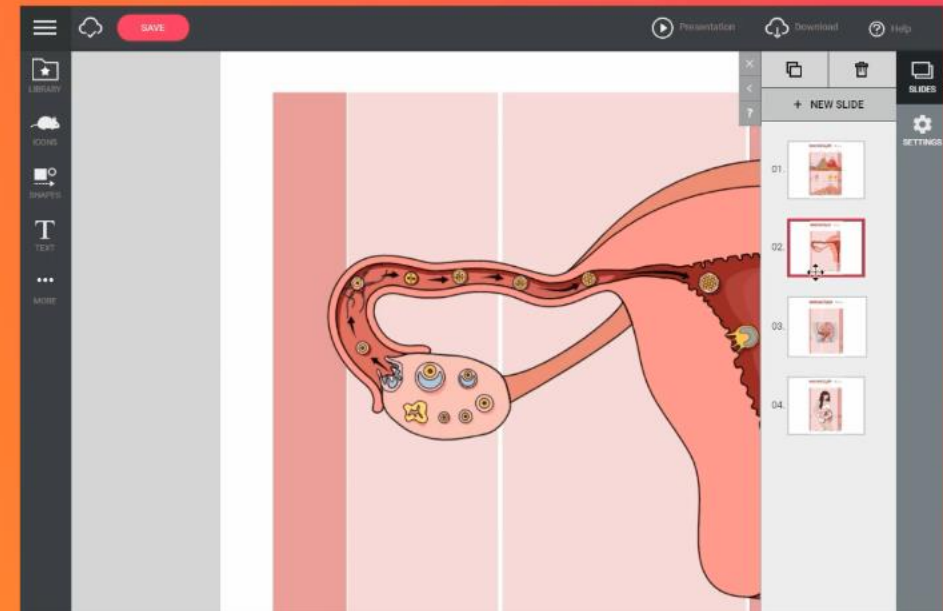 SAVE
Presentation
Download
Help
LIBRARY
ICONS
SHAPES
TEXT
MORE
+ NEW SLIDE
01.
02.
03.
04.
SLIDES
SETTINGS
?